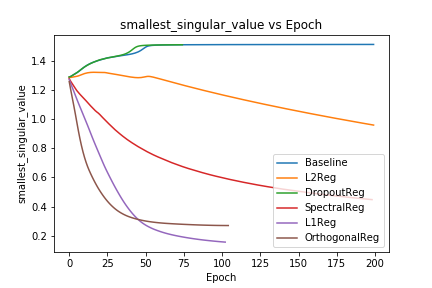 smallest_singular_value vs Epoch
smallest_singular_value
1.4
1.2
1.0
0.8
0.6
0.4
0.2
Baseline
L2Reg
DropoutReg
SpectralReg
L1Reg
OrthogonalReg
0 25 50 75 100 125 150 175 200
Epoch